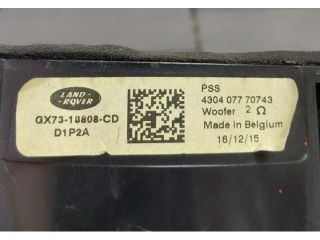 LAND-
ROVER
GX73-18808-CD
D1P2A
PSS
4304 077 70743
Woofer 2 Ω
Made in Belgium
16/12/15